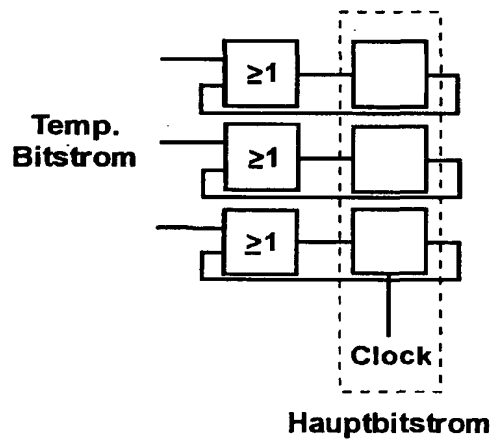 ≥1
Temp.
Bitstrom
≥1
≥1
Clock
Hauptbitstrom